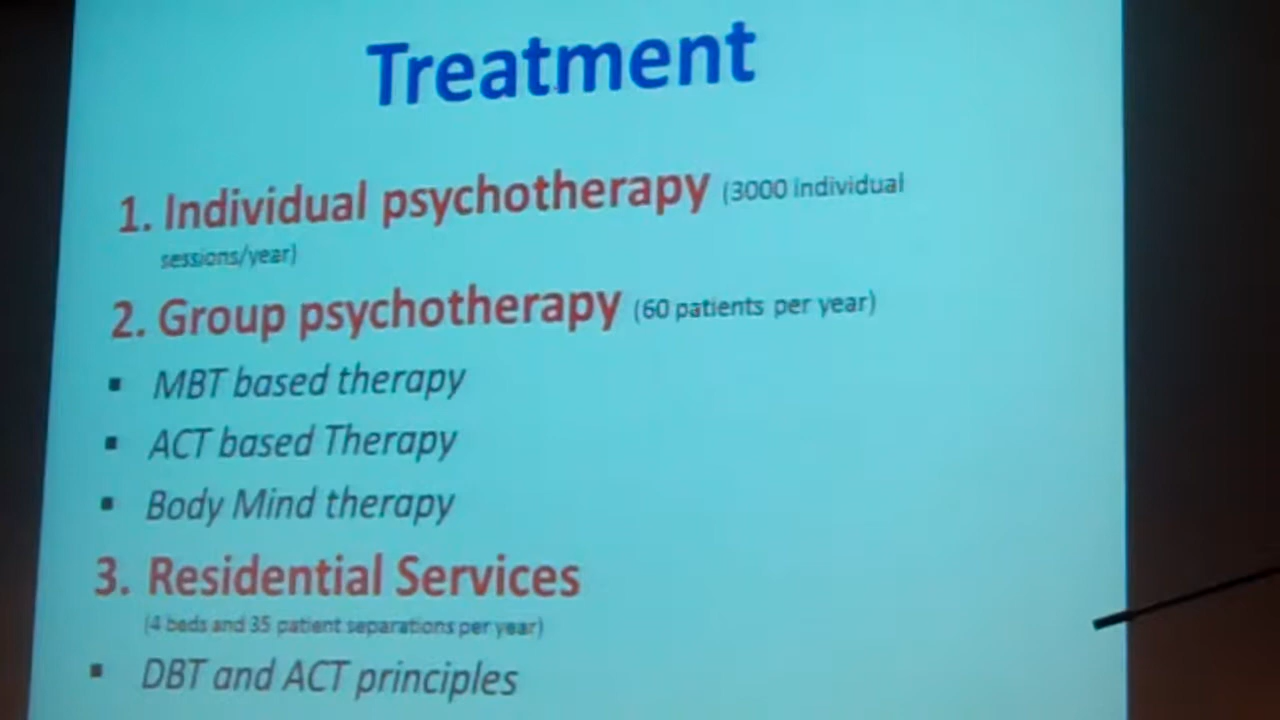 Treatment
1. Individual psychotherapy (3000 individual
sessions/year)
2. Group psychotherapy (60 patients per year)
▪ MBT based therapy
▪ ACT based Therapy
▪ Body Mind therapy
3. Residential Services
(4 beds and 35 patient separations per year)
▪ DBT and ACT principles